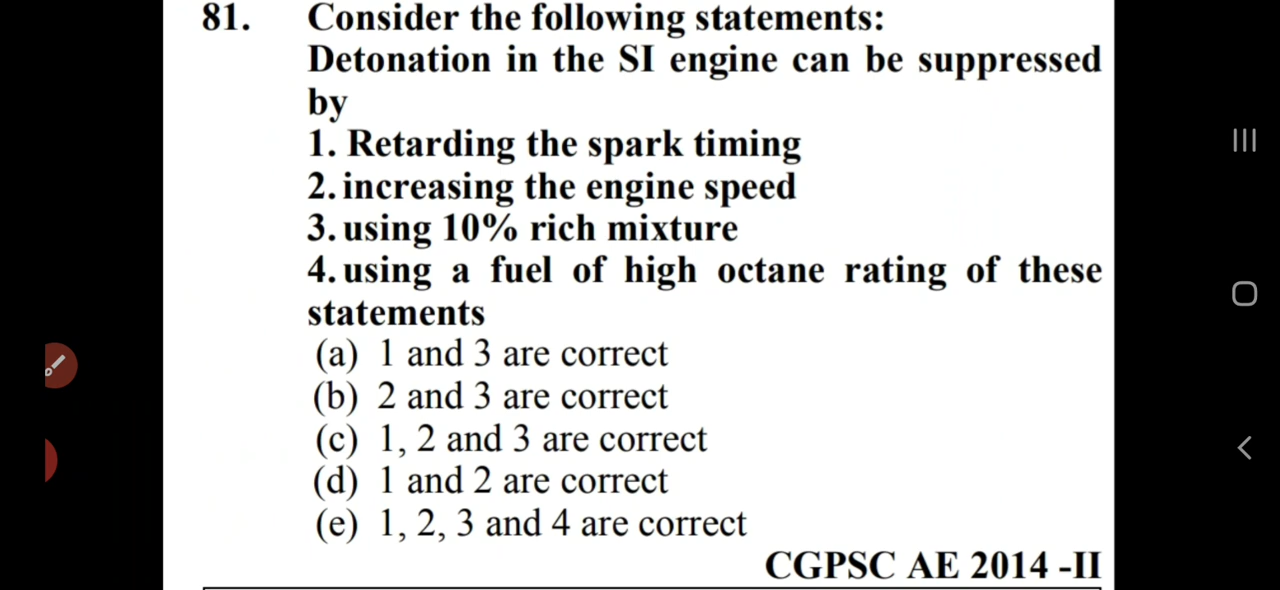 81. Consider the following statements:
Detonation in the SI engine can be suppressed
by
1. Retarding the spark timing
2. increasing the engine speed
3. using 10% rich mixture
4. using a fuel of high octane rating of these
statements
(a) 1 and 3 are correct
(b) 2 and 3 are correct
(c) 1, 2 and 3 are correct
(d) 1 and 2 are correct
(e) 1, 2, 3 and 4 are correct
CGPSC AE 2014 -II